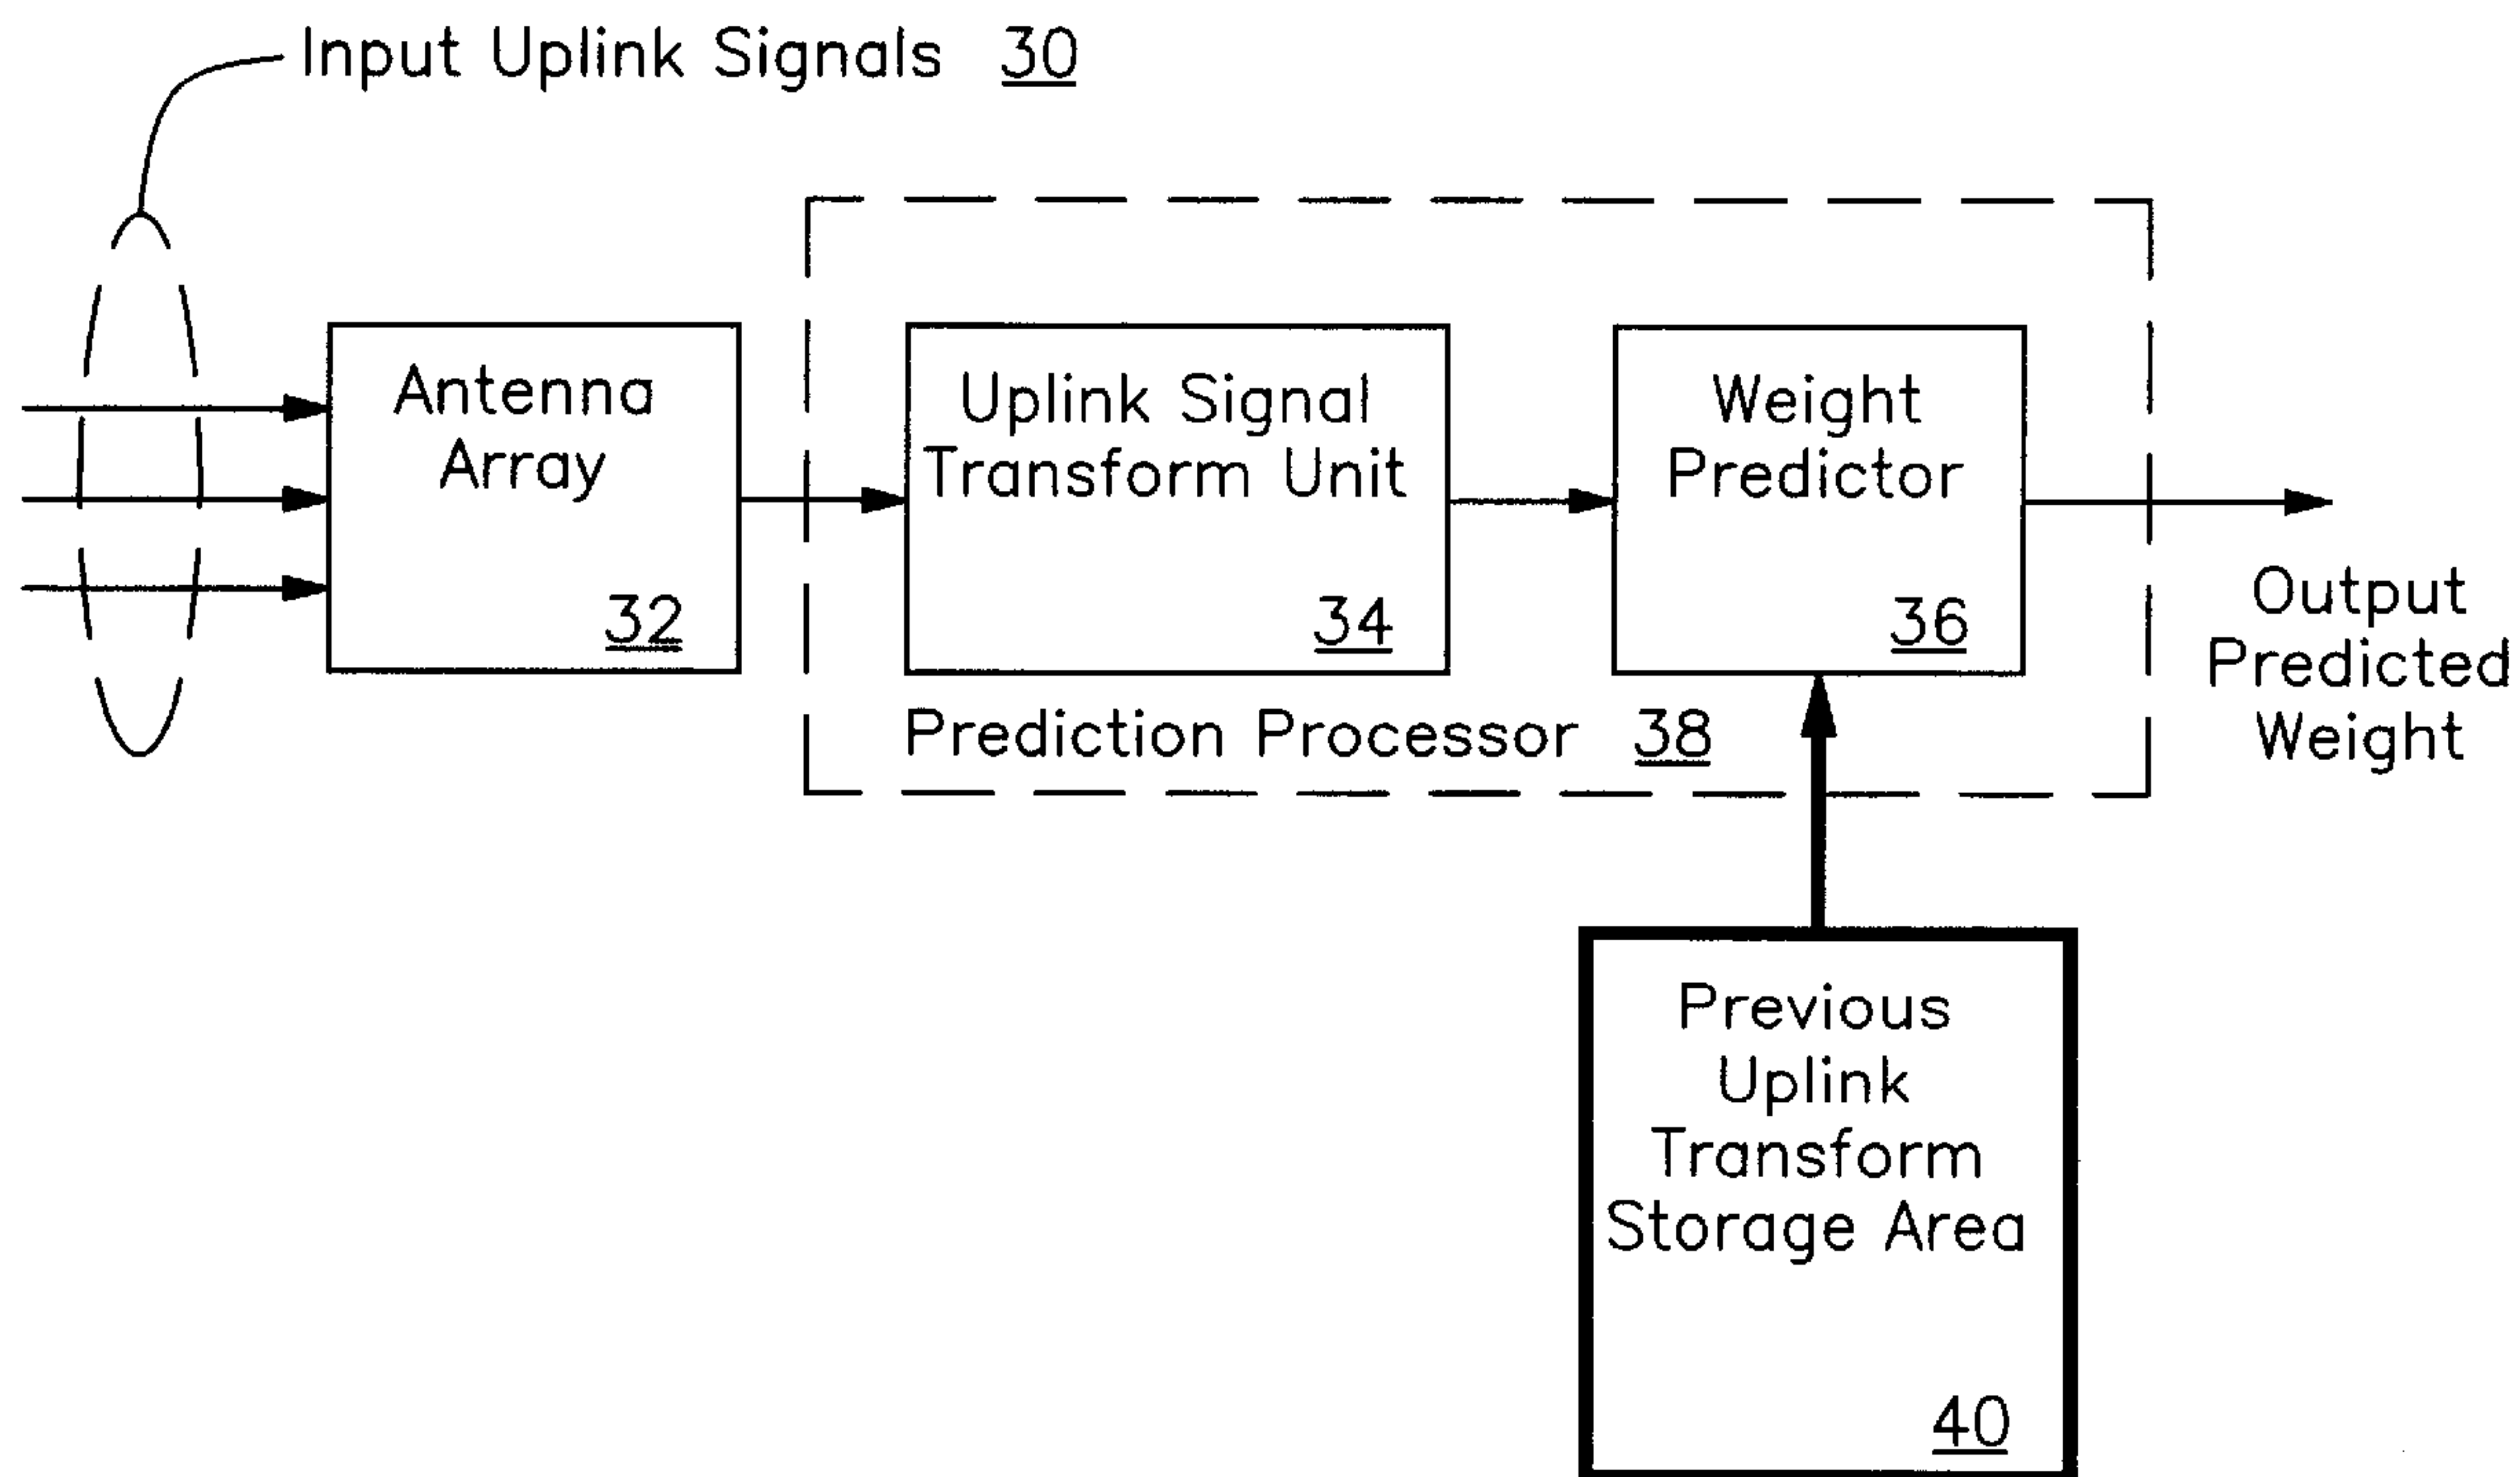 Input Uplink Signals 30
Antenna
Array
32
Uplink Signal
Transform Unit
34
Weight
Predictor
36
Prediction Processor 38
Output
Predicted
Weight
Previous
Uplink
Transform
Storage Area
40